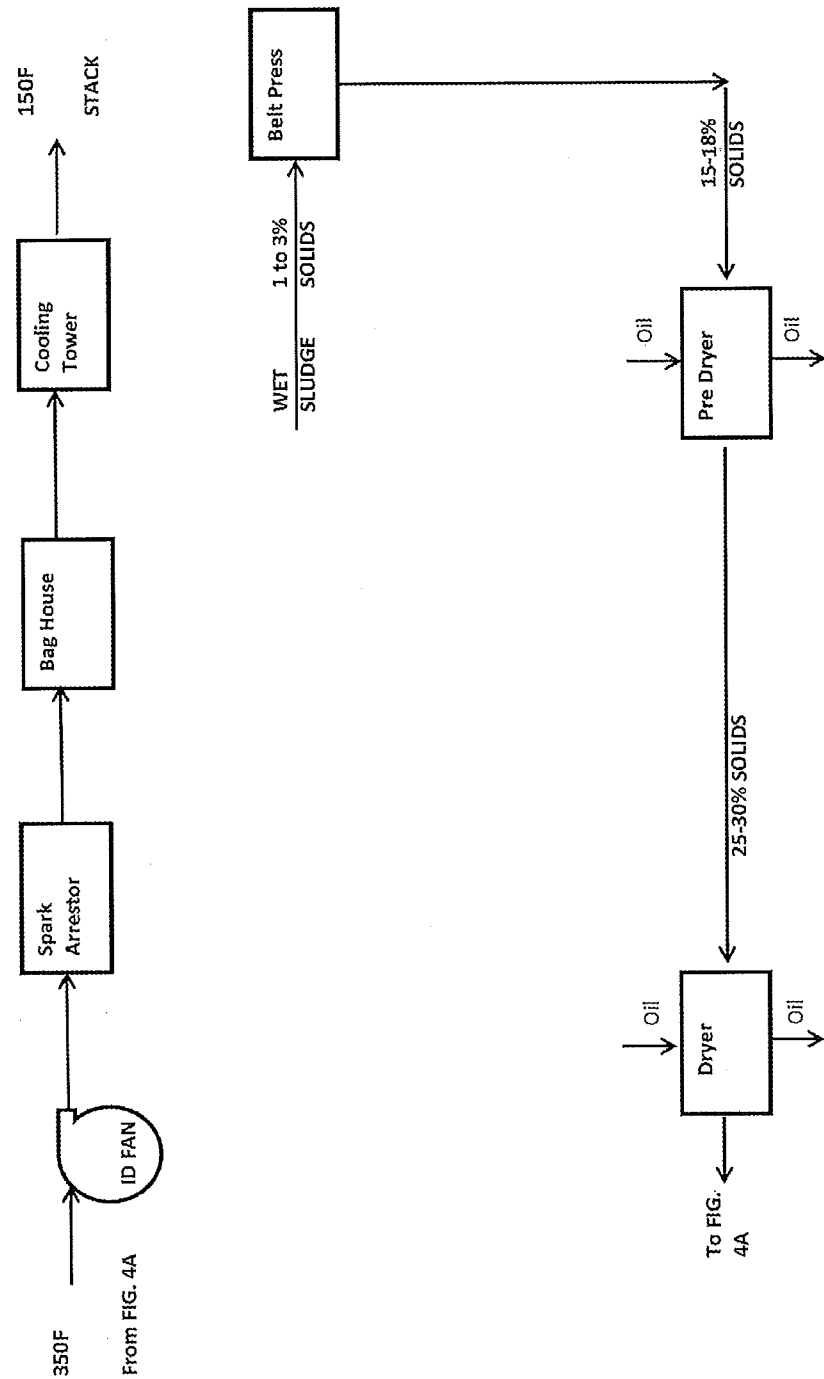 350F
From FIG. 4A
ID FAN
Spark
Arrestor
Bag House
Cooling
Tower
150F
STACK
WET
SLUDGE
1 to 3%
SOLIDS
Belt Press
15-18%
SOLIDS
Oil
Pre Dryer
Oil
25-30% SOLIDS
Oil
Dryer
Oil
To FIG.
4A